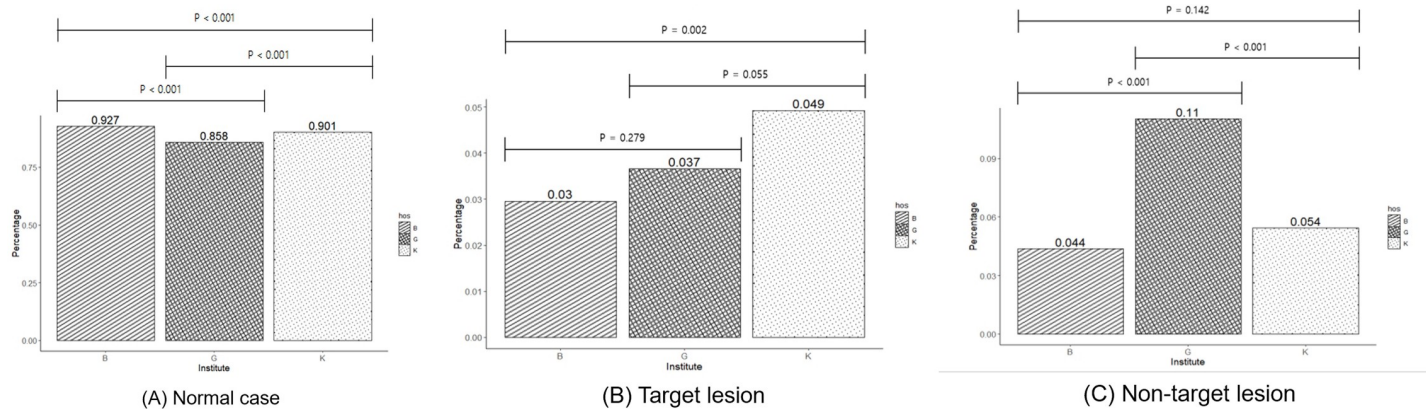 P < 0.001
P < 0.001
P < 0.001
0.927
0.858
0.901
0.75
0.50
0.25
0.00
Percentage
B
G
K
Institute
hos
B
G
K
(A) Normal case
P = 0.002
P = 0.055
P = 0.279
0.049
0.037
0.03
0.05
0.04
0.03
0.02
0.01
0.00
Percentage
B
G
K
Institute
hos
B
G
K
(B) Target lesion
P = 0.142
P < 0.001
P < 0.001
0.11
0.044
0.054
0.09
0.06
0.03
0.00
Percentage
B
G
K
Institute
hos
B
G
K
(C) Non-target lesion